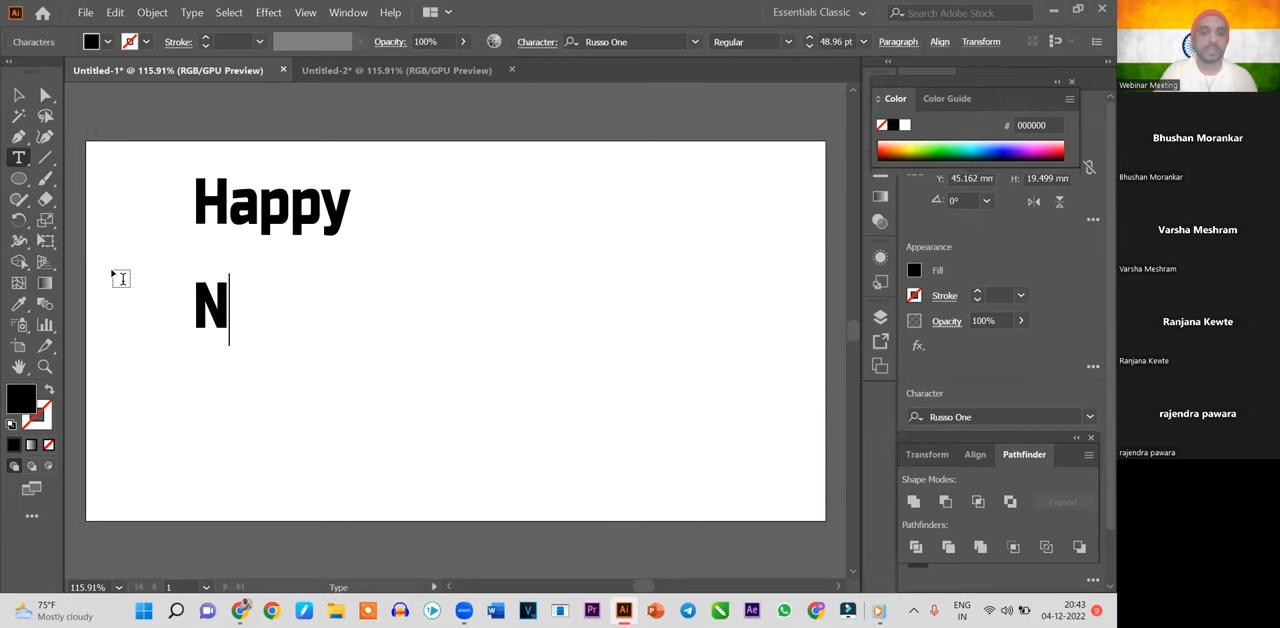 Ai File Edit Object Type Select Effect View Window Help Essentials Classic Search Adobe Stock
Characters Stroke: Opacity: 100% Character: Russo One Regular 48.96 pt Paragraph Align Transform
Untitled-1* @ 115.91% (RGB/GPU Preview) Untitled-2* @ 115.91% (RGB/GPU Preview)
Happy
N
Color Color Guide
# 000000
Y: 45.162 mm H: 19.499 mm
0°
Appearance
Fill
Stroke
Opacity 100%
fx
Character
Russo One
Transform Align Pathfinder
Shape Modes:
Expand
Pathfinders:
115.91% 1 Type
Webinar Meeting
Bhushan Morankar
Bhushan Morankar
Varsha Meshram
Varsha Meshram
Ranjana Kewte
Ranjana Kewte
rajendra pawara
rajendra pawara
75°F
Mostly cloudy
W V Pr Ai P Ae
ENG
IN
20:43
04-12-2022
9